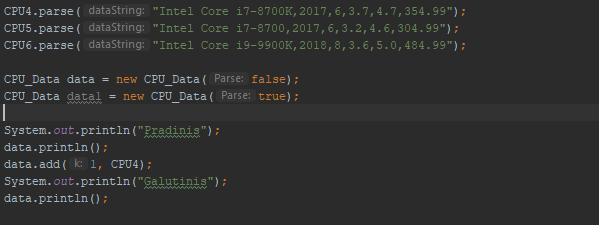 CPU4.parse( dataString: "Intel Core i7-8700K,2017,6,3.7,4.7,354.99");
CPU5.parse( dataString: "Intel Core i7-8700,2017,6,3.2,4.6,304.99");
CPU6.parse( dataString: "Intel Core i9-9900K,2018,8,3.6,5.0,484.99");
CPU_Data data = new CPU_Data( Parse: false);
CPU_Data data1 = new CPU_Data( Parse: true);
System.out.println("Pradinis");
data.println();
data.add( k: 1, CPU4);
System.out.println("Galutinis");
data.println();